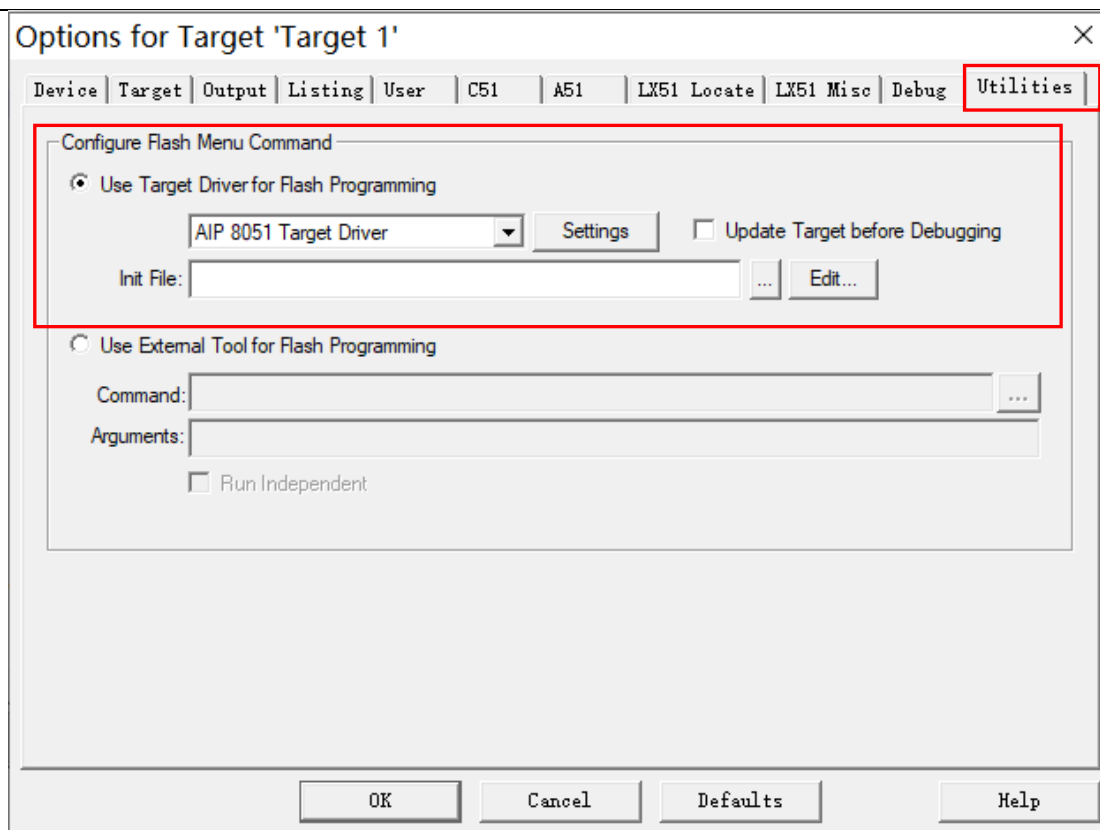 Options for Target 'Target 1'
Device Target Output Listing User C51 A51 LX51 Locate LX51 Misc Debug Utilities
Configure Flash Menu Command
Use Target Driver for Flash Programming
AIP 8051 Target Driver Settings Update Target before Debugging
Init File: ... Edit...
Use External Tool for Flash Programming
Command: ...
Arguments:
Run Independent
OK Cancel Defaults Help